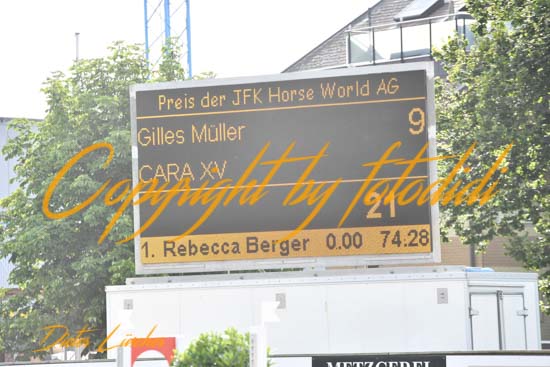 Preis der JFK Horse World AG
Gilles Müller 9
CARA XV
Copyright by fotodidi
21
1. Rebecca Berger 0.00 74.28
METZGEREI